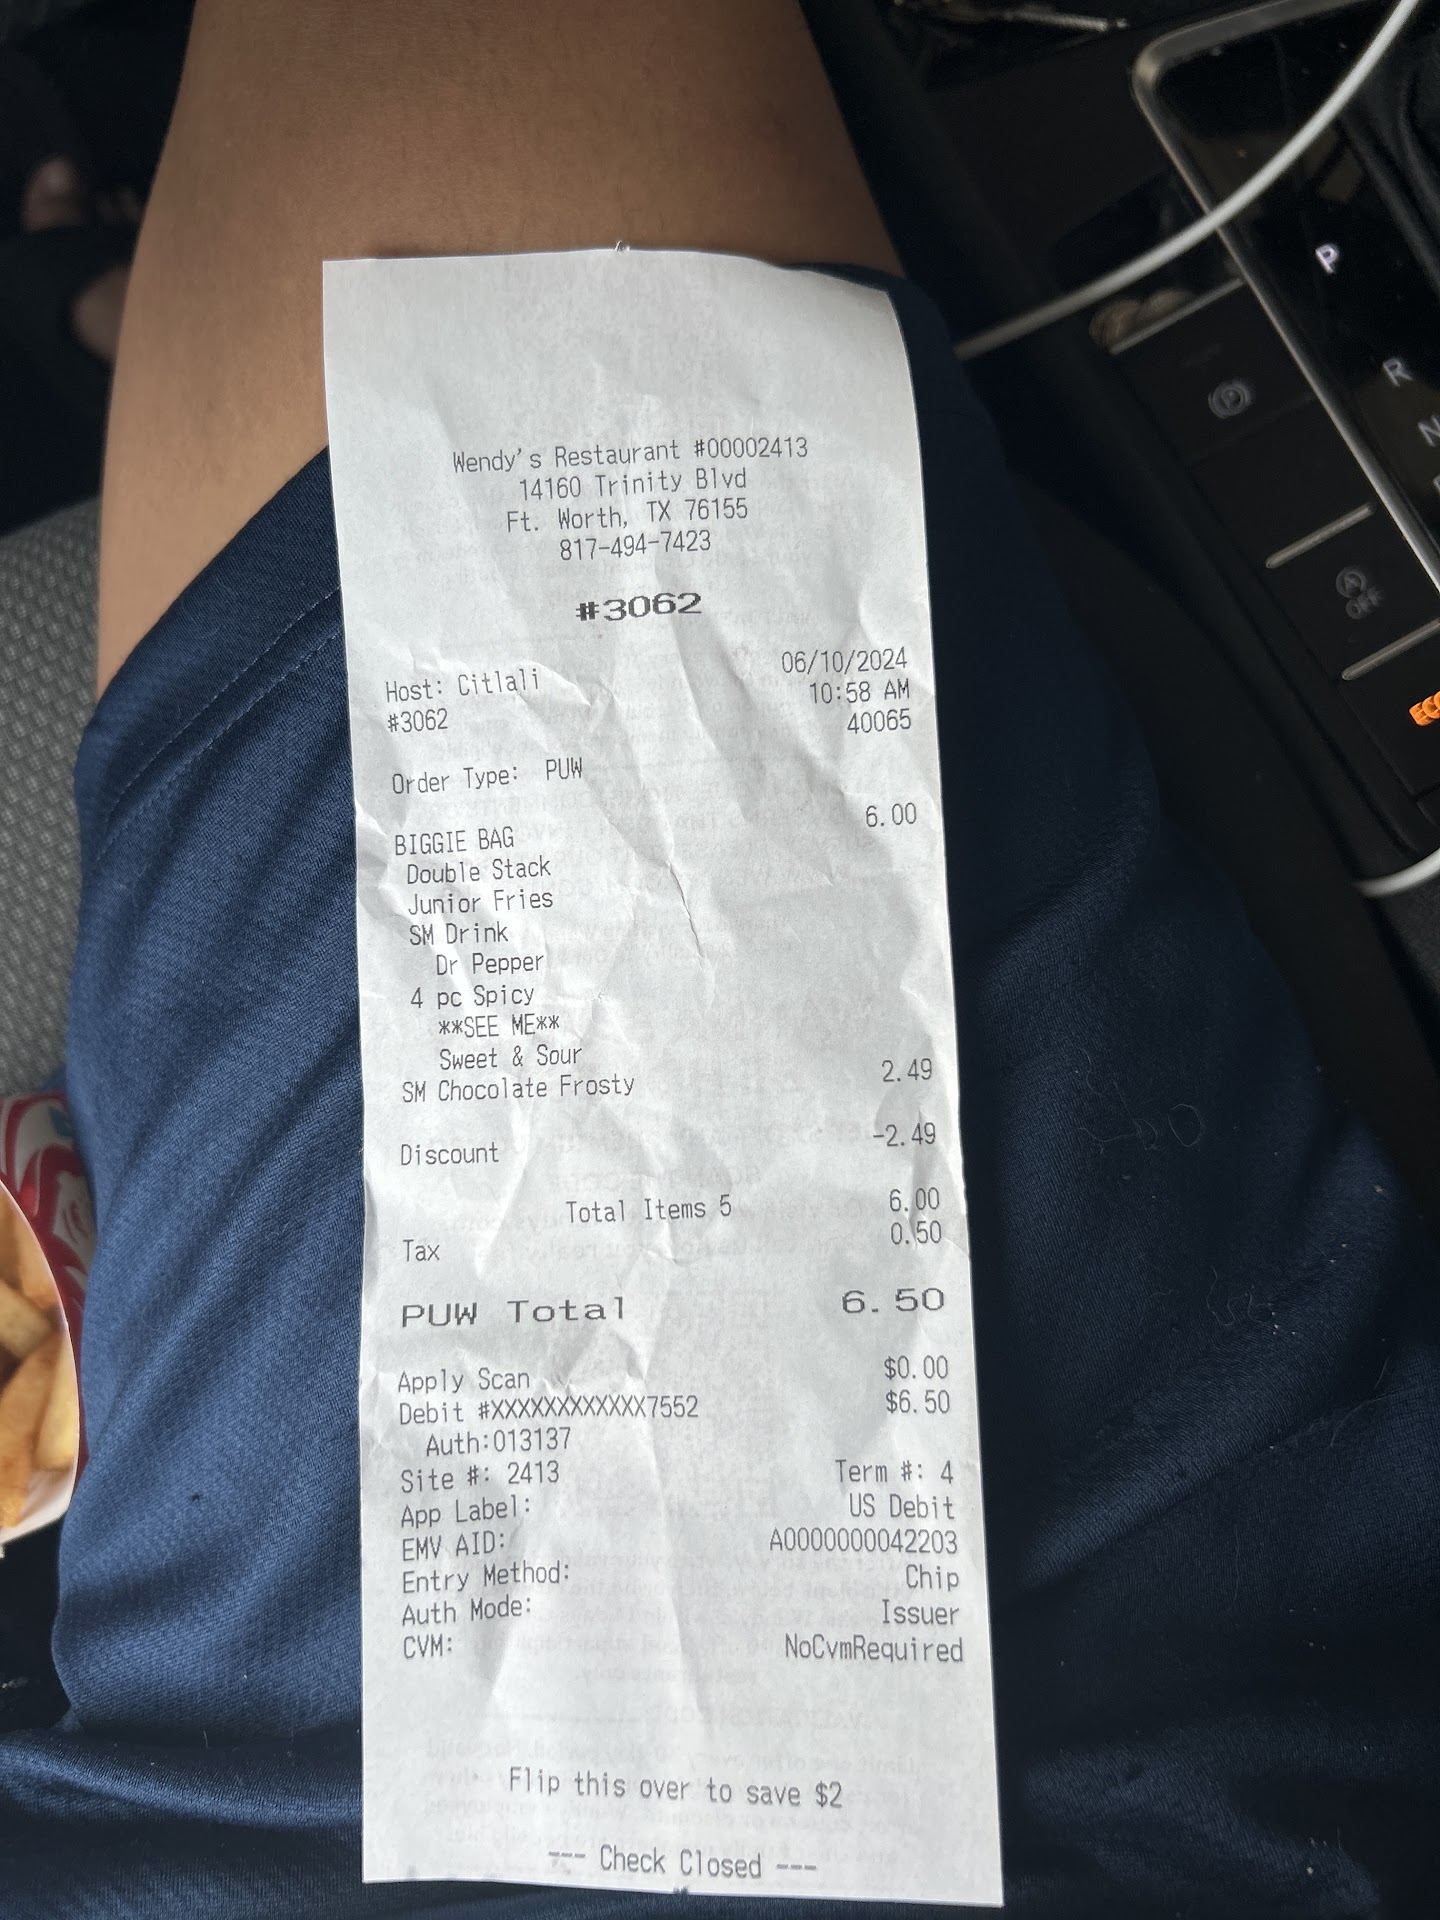 Wendy's Restaurant #00002413
14160 Trinity Blvd
Ft. Worth, TX 76155
817-494-7423
#3062
06/10/2024
Host: Citlali 10:58 AM
#3062 40065
Order Type: PUW
BIGGIE BAG 6.00
Double Stack
Junior Fries
SM Drink
Dr Pepper
4 pc Spicy
**SEE ME**
Sweet & Sour
SM Chocolate Frosty 2.49
Discount -2.49
Total Items 5 6.00
Tax 0.50
PUW Total 6.50
Apply Scan $0.00
Debit #XXXXXXXXXXXX7552 $6.50
Auth:013137
Site #: 2413 Term #: 4
App Label: US Debit
EMV AID: A0000000042203
Entry Method: Chip
Auth Mode: Issuer
CVM: NoCvmRequired
Flip this over to save $2
--- Check Closed ---
P
R
N
P
A
OFF